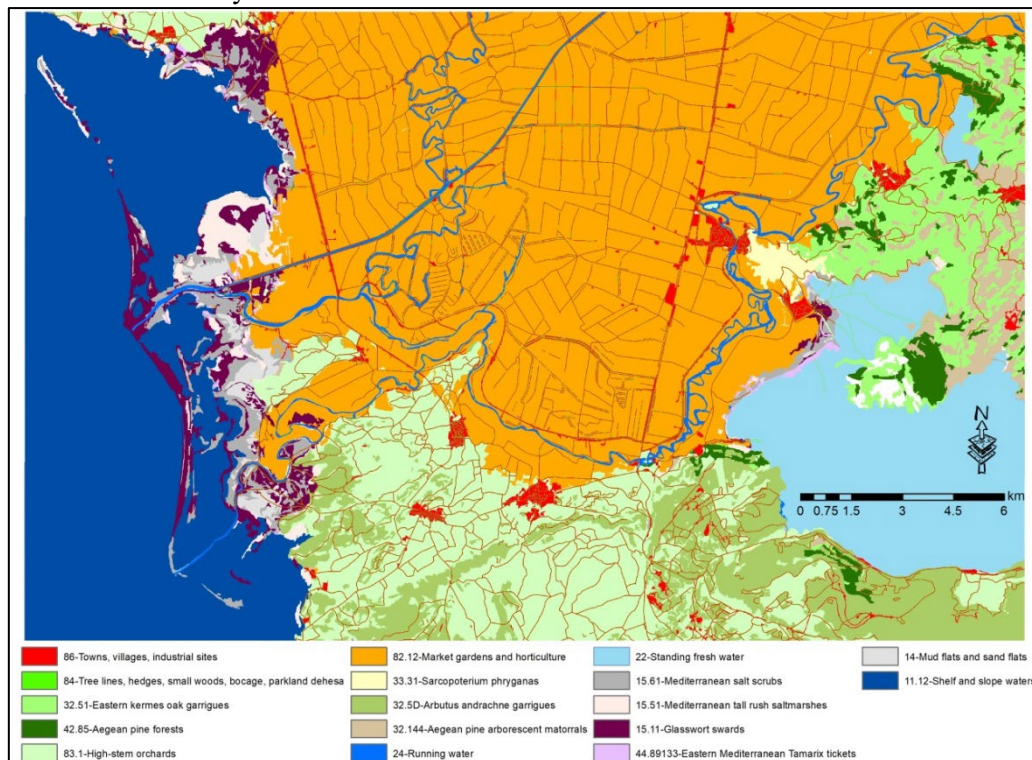 N
km
0 0.75 1.5 3 4.5 6
86-Towns, villages, industrial sites
84-Tree lines, hedges, small woods, bocage, parkland dehesa
32.51-Eastern kermes oak garrigues
42.85-Aegean pine forests
83.1-High-stem orchards
82.12-Market gardens and horticulture
33.31-Sarcopoterium phryganas
32.5D-Arbutus andrachne garrigues
32.144-Aegean pine arborescent matorrals
24-Running water
22-Standing fresh water
15.61-Mediterranean salt scrubs
15.51-Mediterranean tall rush saltmarshes
15.11-Glasswort swards
44.89133-Eastern Mediterranean Tamarix tickets
14-Mud flats and sand flats
11.12-Shelf and slope waters